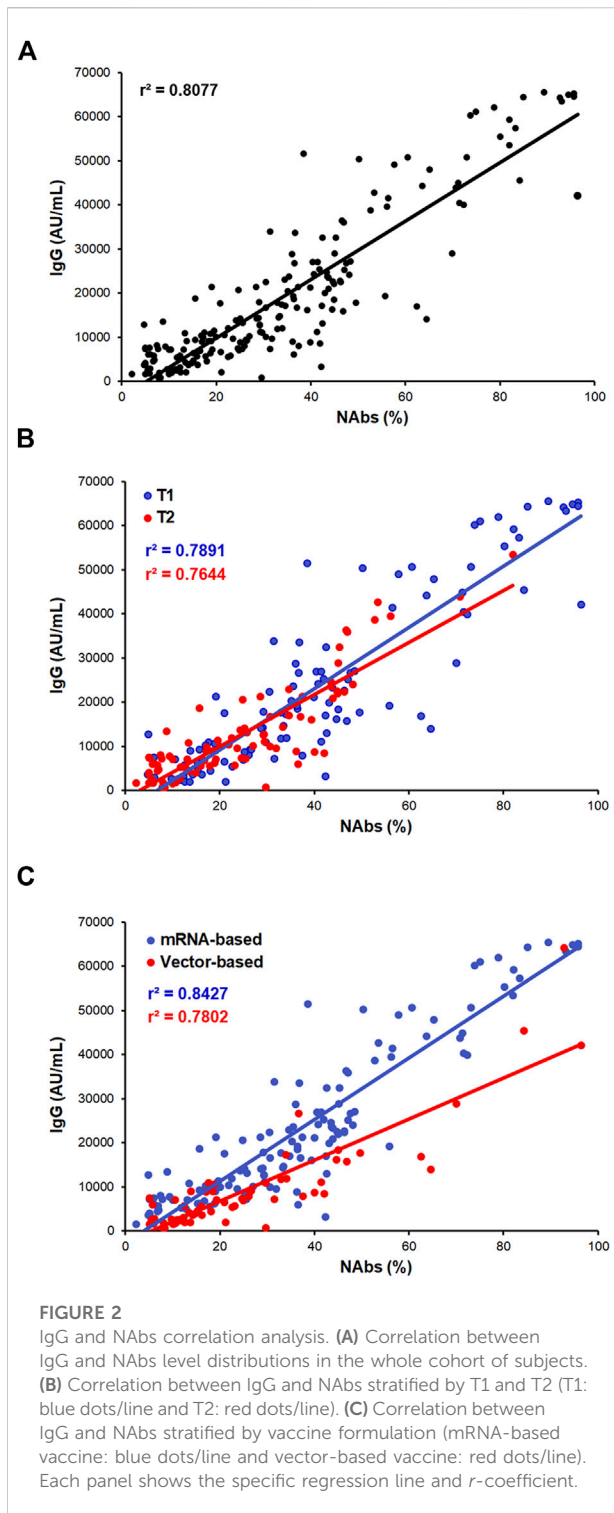 A
r² = 0.8077
IgG (AU/mL)
70000
60000
50000
40000
30000
20000
10000
0
0 20 40 60 80 100
NAbs (%)
B
T1
T2
r² = 0.7891
r² = 0.7644
IgG (AU/mL)
70000
60000
50000
40000
30000
20000
10000
0
0 20 40 60 80 100
NAbs (%)
C
mRNA-based
Vector-based
r² = 0.8427
r² = 0.7802
IgG (AU/mL)
70000
60000
50000
40000
30000
20000
10000
0
0 20 40 60 80 100
NAbs (%)
FIGURE 2
IgG and NAbs correlation analysis. (A) Correlation between
IgG and NAbs level distributions in the whole cohort of subjects.
(B) Correlation between IgG and NAbs stratified by T1 and T2 (T1:
blue dots/line and T2: red dots/line). (C) Correlation between
IgG and NAbs stratified by vaccine formulation (mRNA-based
vaccine: blue dots/line and vector-based vaccine: red dots/line).
Each panel shows the specific regression line and r-coefficient.